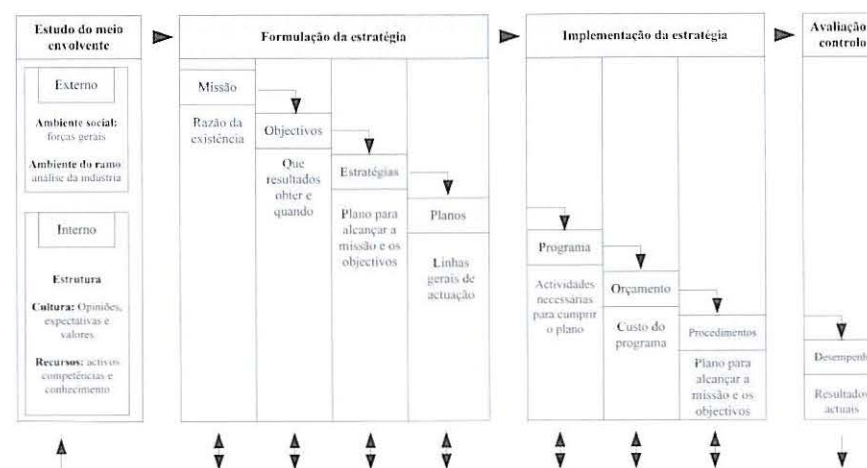 Estudo do meio
envolvente
Formulação da estratégia
Implementação da estratégia
Avaliação
controlo
Externo
Ambiente social:
forças gerais
Ambiente do ramo
análise da industria
Interno
Estrutura
Cultura: Opiniões,
expectativas e
valores
Recursos: activos
competências e
conhecimento
Missão
Razão da
existência
Objectivos
Que
resultados
obter e
quando
Estratégias
Plano para
alcançar a
missão e os
objectivos
Planos
Linhas
gerais de
actuação
Programa
Actividades
necessárias
para cumprir
o plano
Orçamento
Custo do
programa
Procedimentos
Plano para
alcançar a
missão e os
objectivos
Desempenh
Resultados
actuais